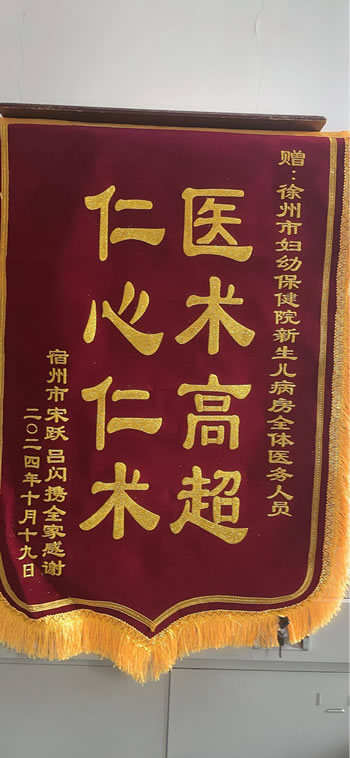 赠：徐州市妇幼保健院新生儿病房全体医务人员
医术高超
仁心仁术
宿州市宋跃吕闪携全家感谢
二〇二四年十月十九日